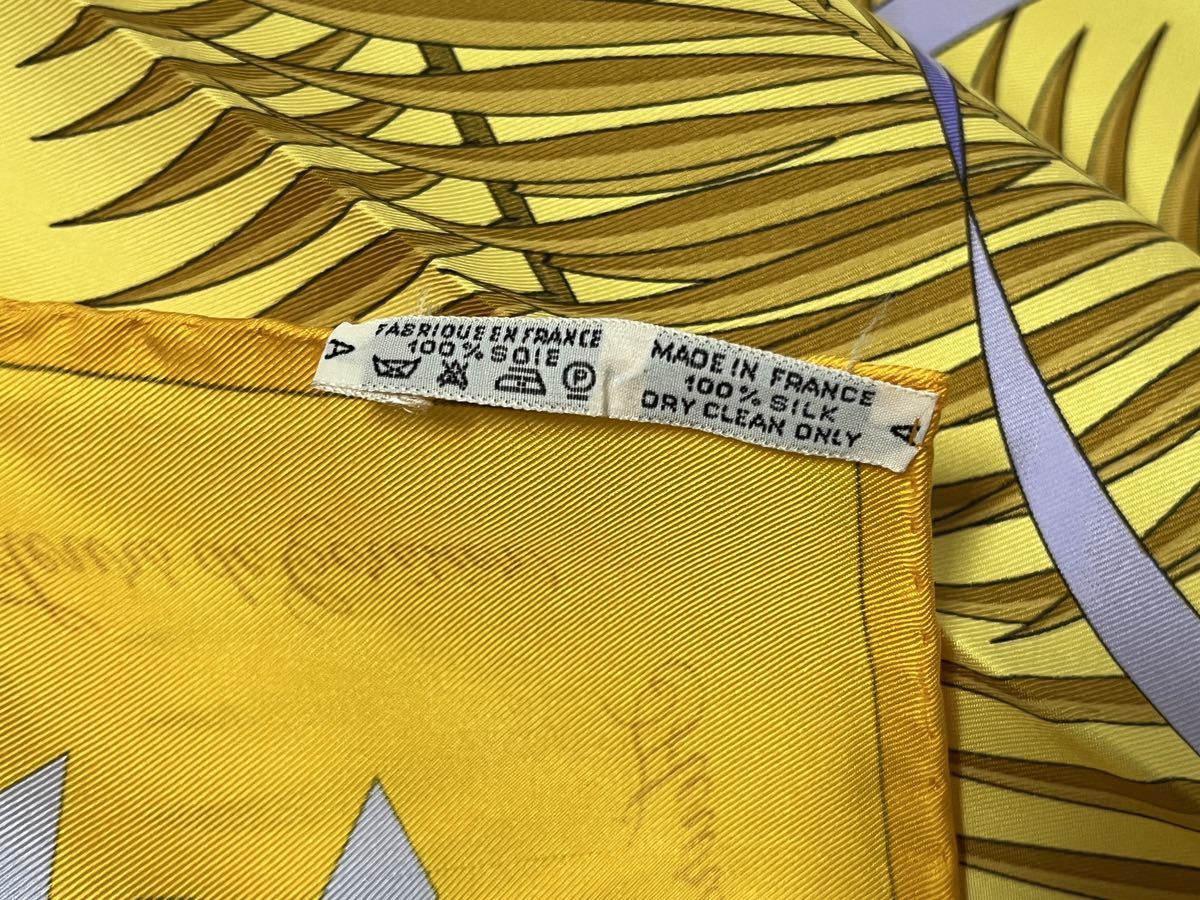 A
FABRIQUE EN FRANCE
100% SOIE
P
MADE IN FRANCE
100% SILK
DRY CLEAN ONLY
A